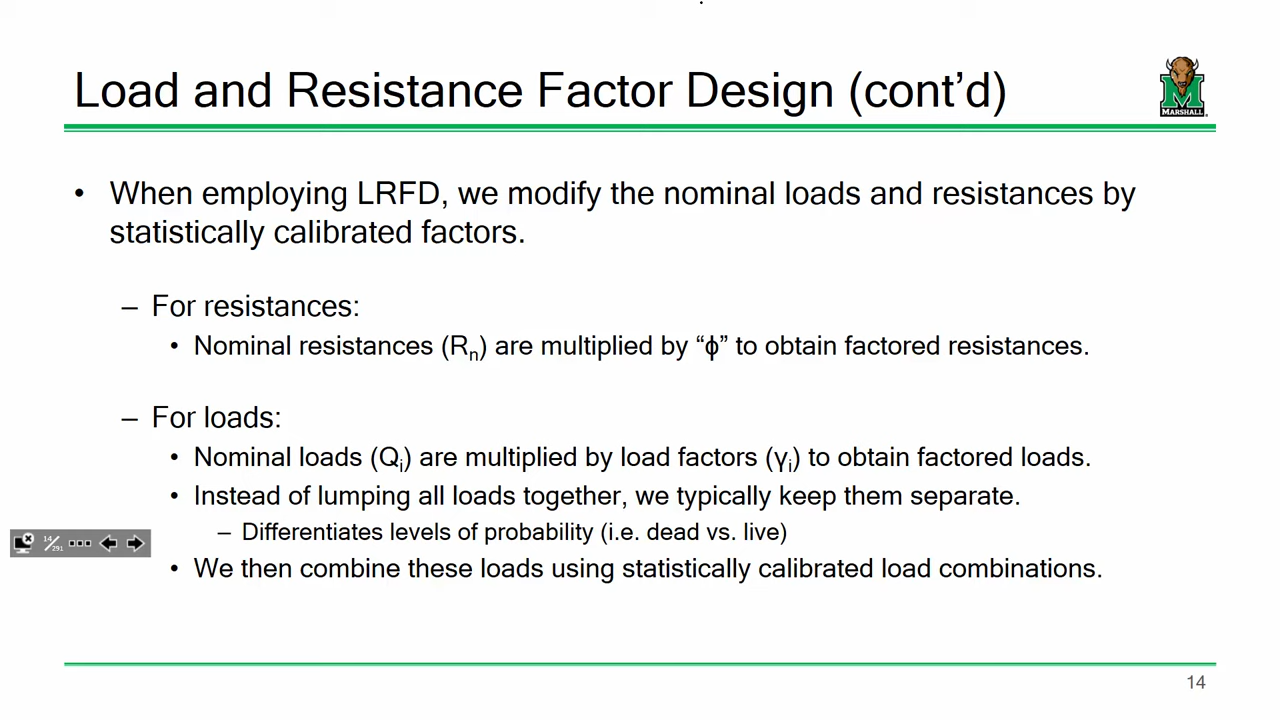 Load and Resistance Factor Design (cont’d)
MARSHALL
• When employing LRFD, we modify the nominal loads and resistances by
statistically calibrated factors.
– For resistances:
• Nominal resistances (Rn) are multiplied by “ϕ” to obtain factored resistances.
– For loads:
• Nominal loads (Qi) are multiplied by load factors (γi) to obtain factored loads.
• Instead of lumping all loads together, we typically keep them separate.
– Differentiates levels of probability (i.e. dead vs. live)
14/291
• We then combine these loads using statistically calibrated load combinations.
14